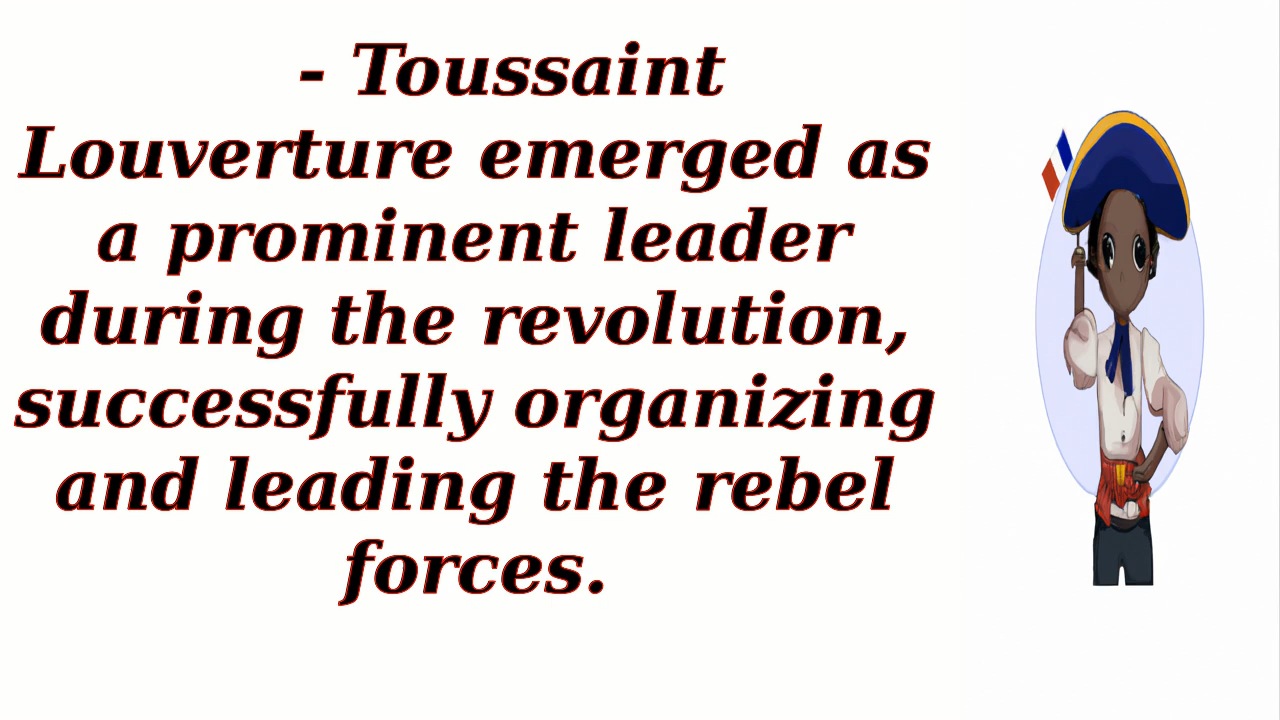 - Toussaint
Louverture emerged as
a prominent leader
during the revolution,
successfully organizing
and leading the rebel
forces.